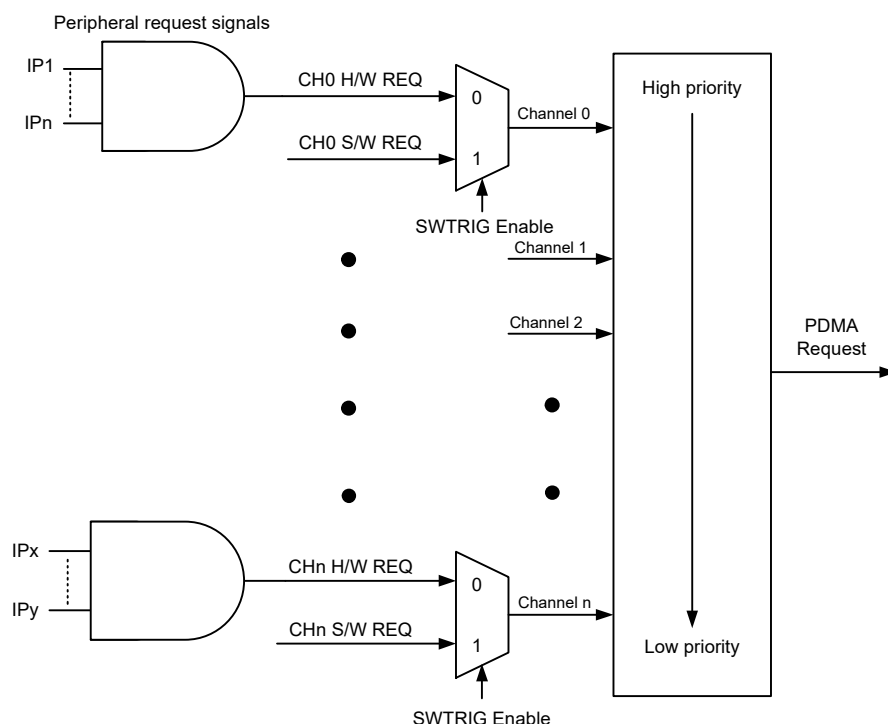 Peripheral request signals
IP1
IPn
CH0 H/W REQ
CH0 S/W REQ
0
1
SWTRIG Enable
Channel 0
Channel 1
Channel 2
High priority
Low priority
PDMA
Request
IPx
IPy
CHn H/W REQ
CHn S/W REQ
0
1
SWTRIG Enable
Channel n